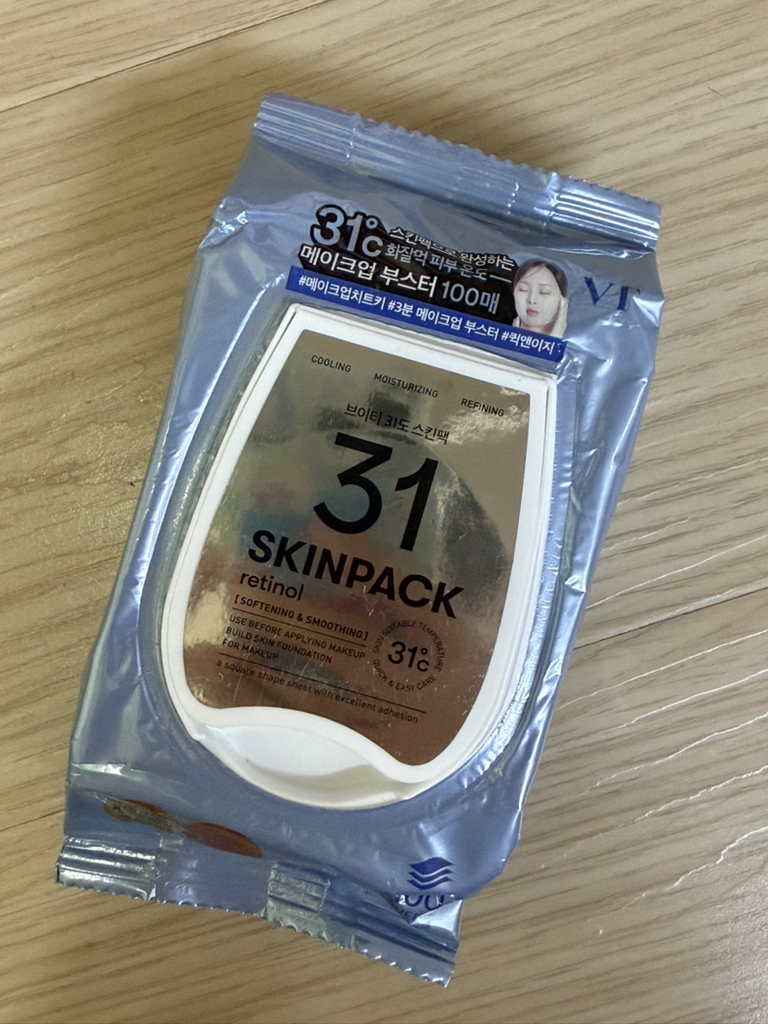 31℃ 스킨팩으로 완성하는
화잘먹 피부 온도
메이크업 부스터 100매
#메이크업치트키 #3분 메이크업 부스터 #퀵앤이지
VT
COOLING MOISTURIZING REFINING
브이티 31도 스킨팩
31
SKINPACK
retinol
[SOFTENING & SMOOTHING]
USE BEFORE APPLYING MAKEUP
BUILD SKIN FOUNDATION
FOR MAKEUP
SKIN SUITABLE TEMPERATURE
31℃
QUICK & EASY CARE
a square shape sheet with excellent adhesion